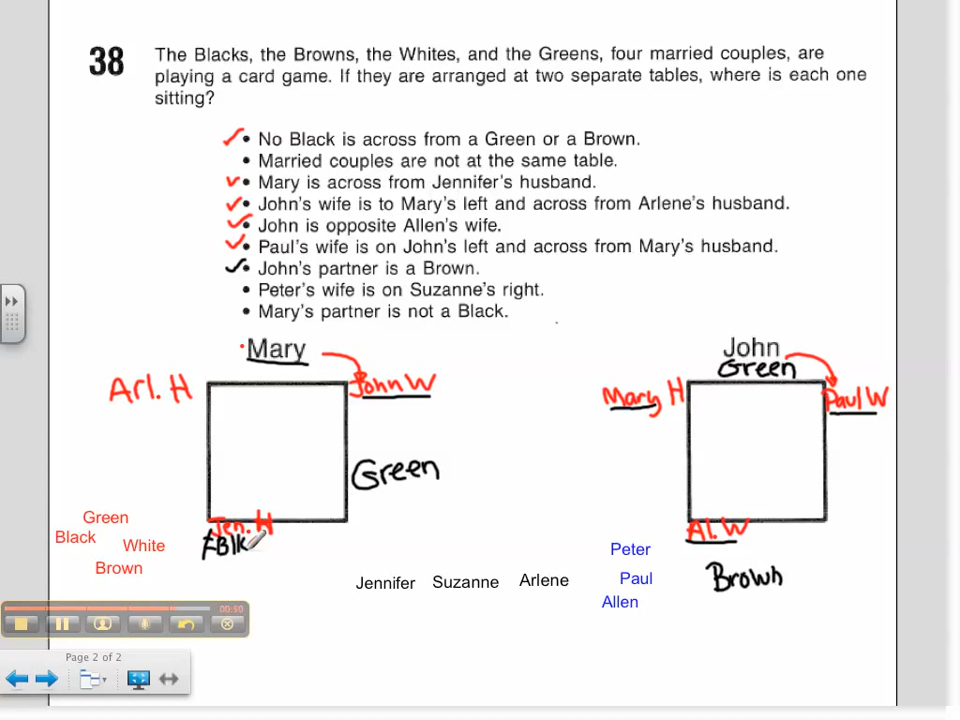 38
The Blacks, the Browns, the Whites, and the Greens, four married couples, are
playing a card game. If they are arranged at two separate tables, where is each one
sitting?
• No Black is across from a Green or a Brown.
• Married couples are not at the same table.
• Mary is across from Jennifer's husband.
• John's wife is to Mary's left and across from Arlene's husband.
• John is opposite Allen's wife.
• Paul's wife is on John's left and across from Mary's husband.
• John's partner is a Brown.
• Peter's wife is on Suzanne's right.
• Mary's partner is not a Black.
Mary
John
Green
Arl. H
John W
Mary H
Paul W
Green
Jen. H
≠Blk
Al. W
Brown
Green
Black
White
Brown
Peter
Paul
Allen
Jennifer Suzanne Arlene
00:50
Page 2 of 2